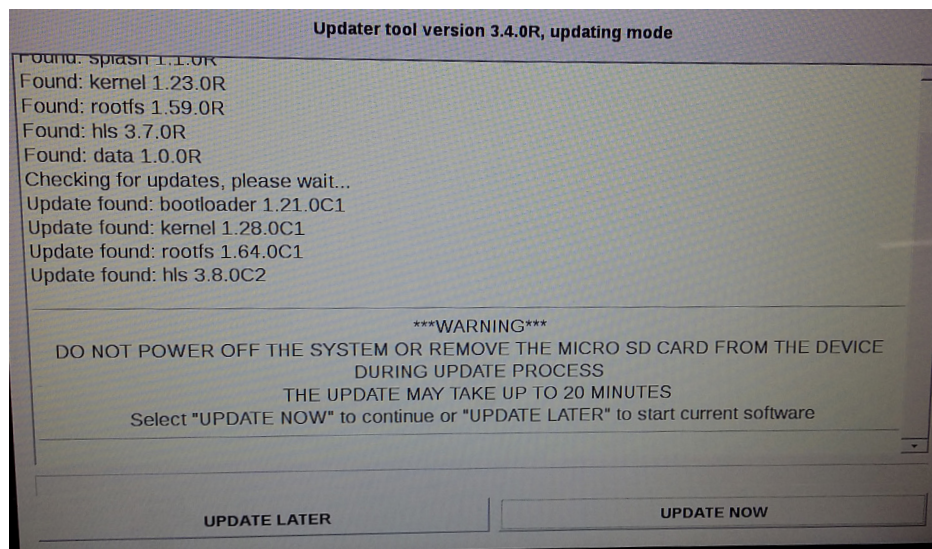 Updater tool version 3.4.0R, updating mode
Found: splash 1.1.0R
Found: kernel 1.23.0R
Found: rootfs 1.59.0R
Found: hls 3.7.0R
Found: data 1.0.0R
Checking for updates, please wait...
Update found: bootloader 1.21.0C1
Update found: kernel 1.28.0C1
Update found: rootfs 1.64.0C1
Update found: hls 3.8.0C2
***WARNING***
DO NOT POWER OFF THE SYSTEM OR REMOVE THE MICRO SD CARD FROM THE DEVICE
DURING UPDATE PROCESS
THE UPDATE MAY TAKE UP TO 20 MINUTES
Select "UPDATE NOW" to continue or "UPDATE LATER" to start current software
UPDATE LATER
UPDATE NOW